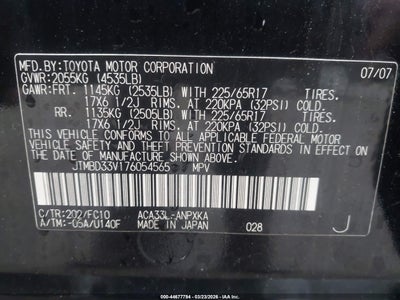 MFD. BY:TOYOTA MOTOR CORPORATION 07/07
GVWR:2055KG (4535LB)
GAWR:FRT. 1145KG (2535LB) WITH 225/65R17 TIRES.
17X6 1/2J RIMS. AT 220KPA (32PSI) COLD.
RR. 1135KG (2505LB) WITH 225/65R17 TIRES.
17X6 1/2J RIMS. AT 220KPA (32PSI) COLD.
THIS VEHICLE CONFORMS TO ALL APPLICABLE FEDERAL MOTOR
VEHICLE SAFETY AND THEFT PREVENTION STANDARDS IN EFFECT ON
THE DATE OF MANUFACTURE SHOWN ABOVE.
JTMBD33V176054565 MPV
C/TR:202/FC10 ACA33L-ANPXKA
A/TM:-05A/U140F MADE IN JAPAN 028 J
000-44677794 - 03/23/2026 - IAA Inc.